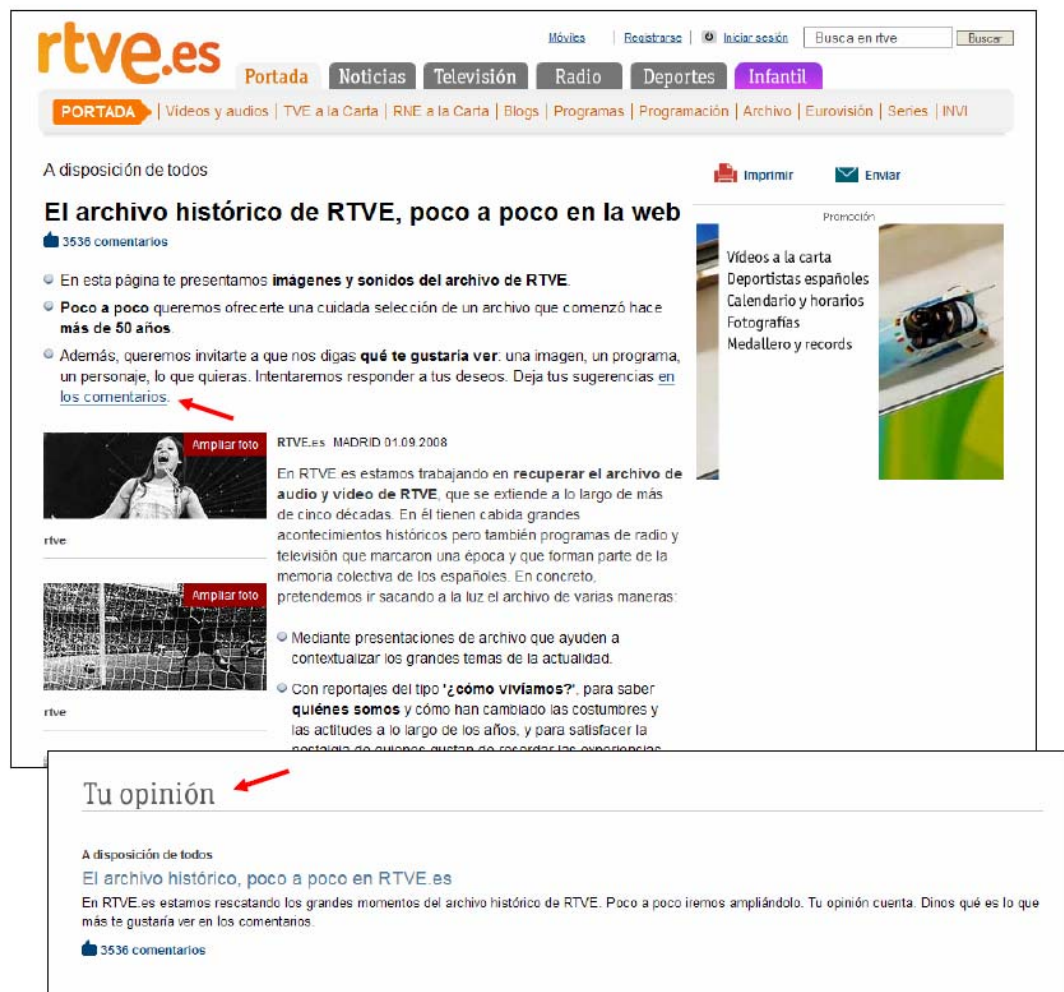 rtve.es
Móviles | Registrarse | Iniciar sesión Busca en rtve Buscar
Portada Noticias Televisión Radio Deportes Infantil
PORTADA | Vídeos y audios | TVE a la Carta | RNE a la Carta | Blogs | Programas | Programación | Archivo | Eurovisión | Series | INVI
A disposición de todos
Imprimir Enviar
El archivo histórico de RTVE, poco a poco en la web
3536 comentarios
En esta página te presentamos imágenes y sonidos del archivo de RTVE.
Poco a poco queremos ofrecerte una cuidada selección de un archivo que comenzó hace
más de 50 años.
Además, queremos invitarte a que nos digas qué te gustaría ver: una imagen, un programa,
un personaje, lo que quieras. Intentaremos responder a tus deseos. Deja tus sugerencias en
los comentarios.
Promoción
Vídeos a la carta
Deportistas españoles
Calendario y horarios
Fotografías
Medallero y records
Ampliar foto
rtve
Ampliar foto
rtve
RTVE.es MADRID 01.09.2008
En RTVE.es estamos trabajando en recuperar el archivo de
audio y vídeo de RTVE, que se extiende a lo largo de más
de cinco décadas. En él tienen cabida grandes
acontecimientos históricos pero también programas de radio y
televisión que marcaron una época y que forman parte de la
memoria colectiva de los españoles. En concreto,
pretendemos ir sacando a la luz el archivo de varias maneras:
Mediante presentaciones de archivo que ayuden a
contextualizar los grandes temas de la actualidad.
Con reportajes del tipo '¿cómo vivíamos?', para saber
quiénes somos y cómo han cambiado las costumbres y
las actitudes a lo largo de los años, y para satisfacer la
nostalgia de quienes gustan de recordar las experiencias
Tu opinión
A disposición de todos
El archivo histórico, poco a poco en RTVE.es
En RTVE.es estamos rescatando los grandes momentos del archivo histórico de RTVE. Poco a poco iremos ampliándolo. Tu opinión cuenta. Dinos qué es lo que
más te gustaría ver en los comentarios.
3536 comentarios